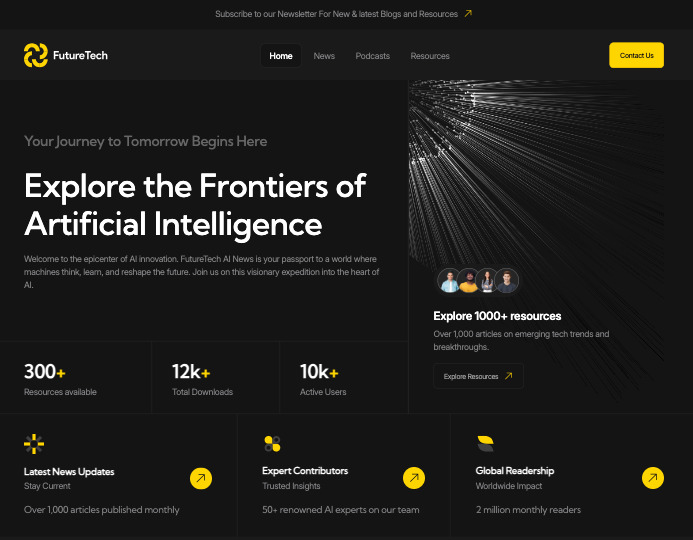 Subscribe to our Newsletter For New & latest Blogs and Resources
FutureTech
Home
News
Podcasts
Resources
Contact Us
Your Journey to Tomorrow Begins Here
Explore the Frontiers of
Artificial Intelligence
Welcome to the epicenter of AI innovation. FutureTech AI News is your passport to a world where
machines think, learn, and reshape the future. Join us on this visionary expedition into the heart of
AI.
300+
Resources available
12k+
Total Downloads
10k+
Active Users
Explore 1000+ resources
Over 1,000 articles on emerging tech trends and
breakthroughs.
Explore Resources
Latest News Updates
Stay Current
Over 1,000 articles published monthly
Expert Contributors
Trusted Insights
50+ renowned AI experts on our team
Global Readership
Worldwide Impact
2 million monthly readers